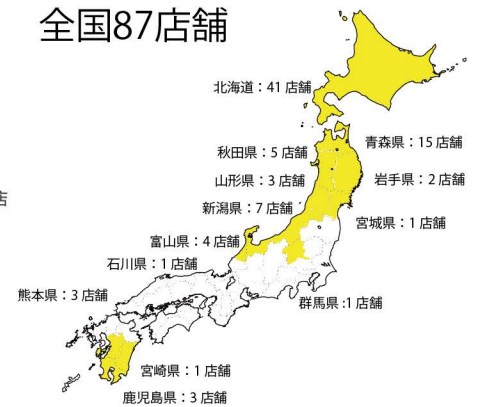 全国87店舗
北海道：41 店舗
青森県：15 店舗
秋田県：5 店舗
山形県：3 店舗
岩手県：2 店舗
新潟県：7 店舗
宮城県：1 店舗
富山県：4 店舗
石川県：1 店舗
熊本県：3 店舗
群馬県:1 店舗
宮崎県：1 店舗
鹿児島県：3 店舗
店